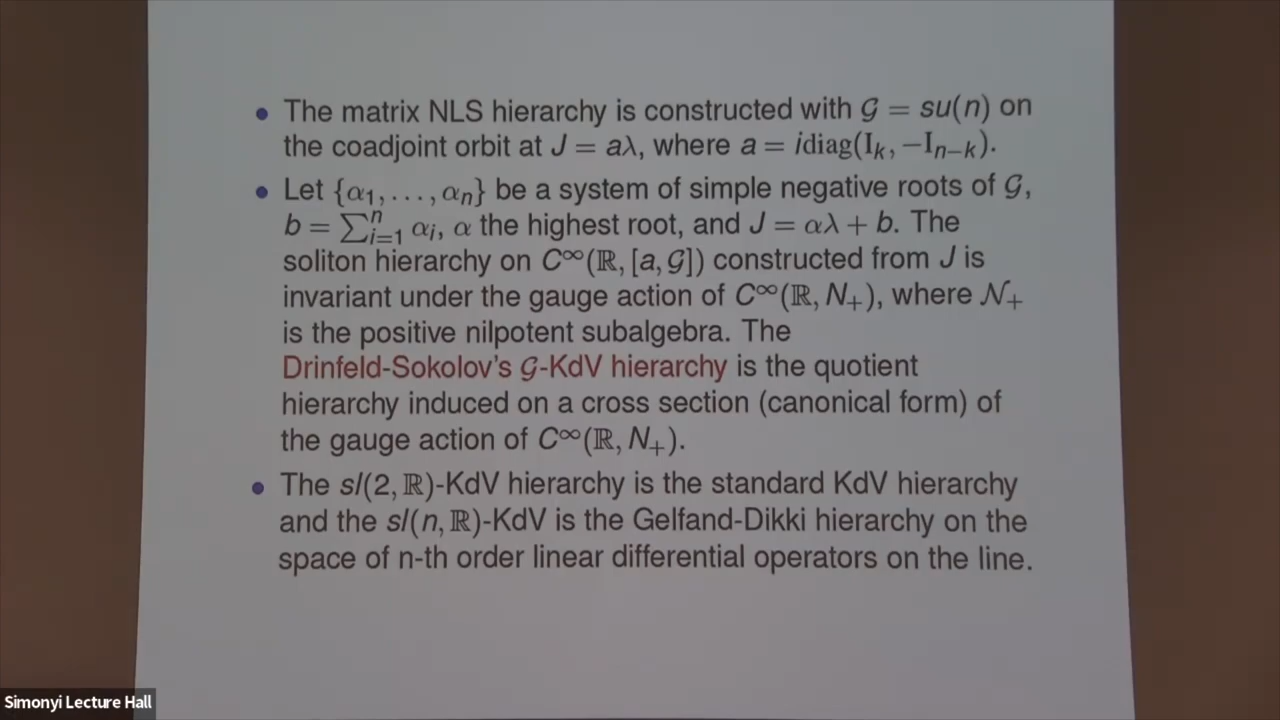 • The matrix NLS hierarchy is constructed with 𝒢 = su(n) on
the coadjoint orbit at J = aλ, where a = idiag(I_k, −I_{n−k}).
• Let {α_1, . . . , α_n} be a system of simple negative roots of 𝒢,
b = ∑_{i=1}^n α_i, α the highest root, and J = αλ + b. The
soliton hierarchy on C^∞(ℝ, [a, 𝒢]) constructed from J is
invariant under the gauge action of C^∞(ℝ, N_+), where 𝒩_+
is the positive nilpotent subalgebra. The
Drinfeld-Sokolov's 𝒢-KdV hierarchy is the quotient
hierarchy induced on a cross section (canonical form) of
the gauge action of C^∞(ℝ, N_+).
• The sl(2, ℝ)-KdV hierarchy is the standard KdV hierarchy
and the sl(n, ℝ)-KdV is the Gelfand-Dikki hierarchy on the
space of n-th order linear differential operators on the line.
Simonyi Lecture Hall